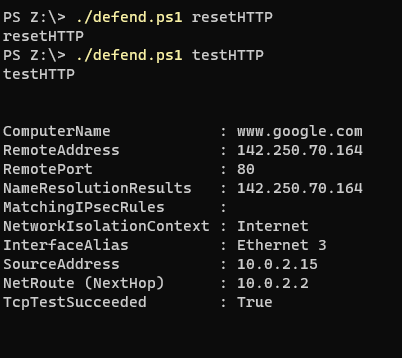 PS Z:\> ./defend.ps1 resetHTTP
resetHTTP
PS Z:\> ./defend.ps1 testHTTP
testHTTP
ComputerName : www.google.com
RemoteAddress : 142.250.70.164
RemotePort : 80
NameResolutionResults : 142.250.70.164
MatchingIPsecRules :
NetworkIsolationContext : Internet
InterfaceAlias : Ethernet 3
SourceAddress : 10.0.2.15
NetRoute (NextHop) : 10.0.2.2
TcpTestSucceeded : True